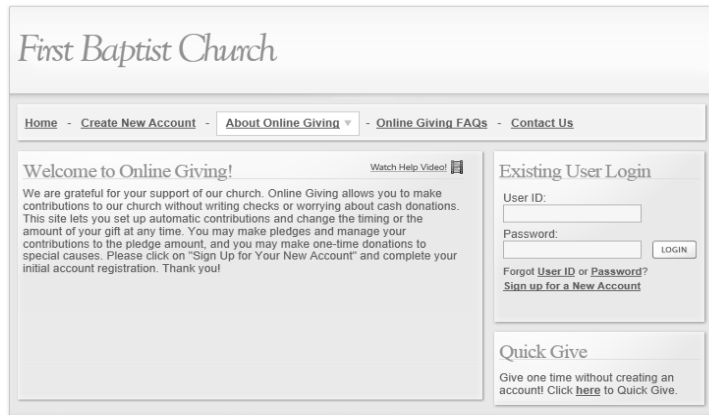 First Baptist Church
Home - Create New Account - About Online Giving - Online Giving FAQs - Contact Us
Welcome to Online Giving!
Watch Help Video!
We are grateful for your support of our church. Online Giving allows you to make
contributions to our church without writing checks or worrying about cash donations.
This site lets you set up automatic contributions and change the timing or the
amount of your gift at any time. You may make pledges and manage your
contributions to the pledge amount, and you may make one-time donations to
special causes. Please click on "Sign Up for Your New Account" and complete your
initial account registration. Thank you!
Existing User Login
User ID:
Password:
LOGIN
Forgot User ID or Password?
Sign up for a New Account
Quick Give
Give one time without creating an
account! Click here to Quick Give.